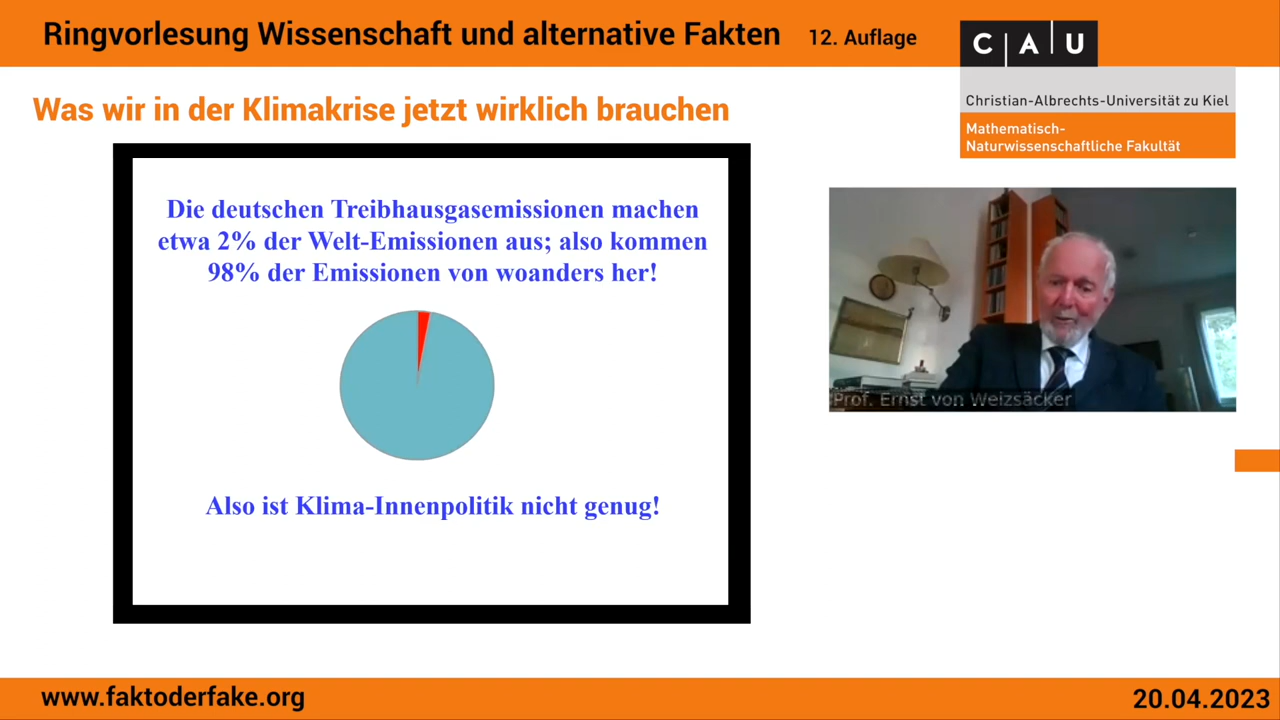 Ringvorlesung Wissenschaft und alternative Fakten 12. Auflage
C A U
Christian-Albrechts-Universität zu Kiel
Mathematisch-
Naturwissenschaftliche Fakultät
Was wir in der Klimakrise jetzt wirklich brauchen
Die deutschen Treibhausgasemissionen machen
etwa 2% der Welt-Emissionen aus; also kommen
98% der Emissionen von woanders her!
Also ist Klima-Innenpolitik nicht genug!
Prof. Ernst von Weizsäcker
www.faktoderfake.org
20.04.2023